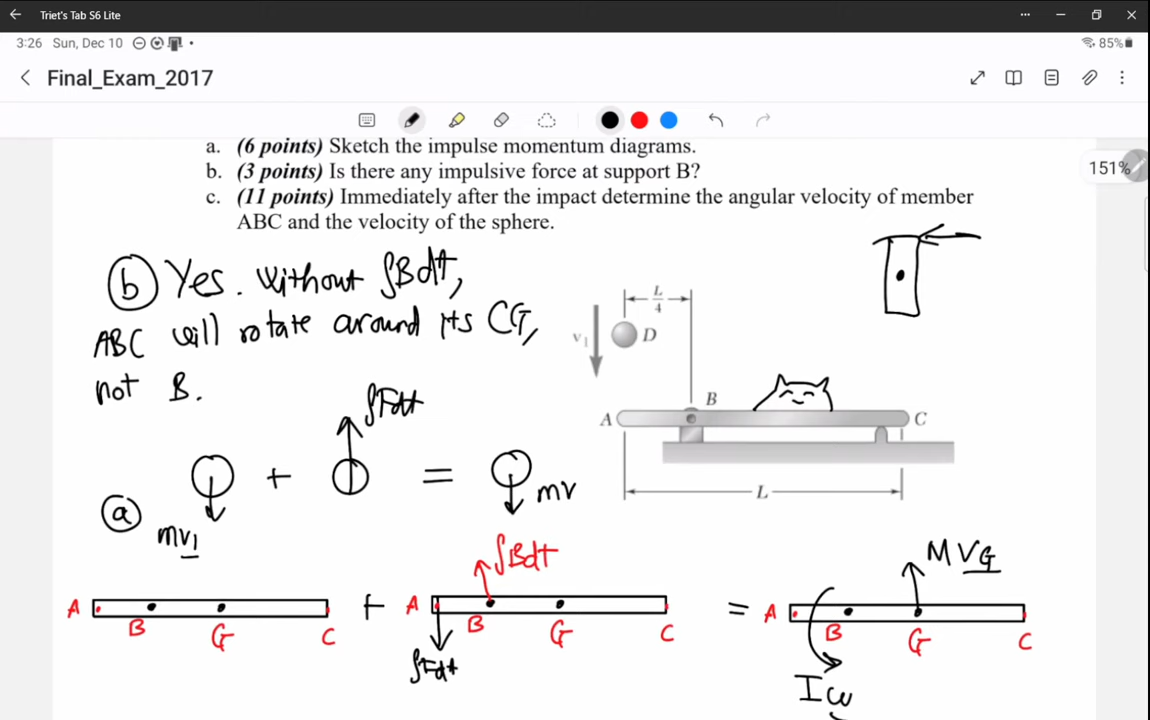 Triet's Tab S6 Lite
3:26 Sun, Dec 10 85%
Final_Exam_2017
151%
a. (6 points) Sketch the impulse momentum diagrams.
b. (3 points) Is there any impulsive force at support B?
c. (11 points) Immediately after the impact determine the angular velocity of member
ABC and the velocity of the sphere.
b Yes. Without ∫Bdt,
ABC will rotate around its CG,
not B.
L/4
v1 D
A B C
L
a mv1 + ∫Fdt = mv
A B G C + A ∫Bdt B G C ∫Fdt = A B G C MVG Iω